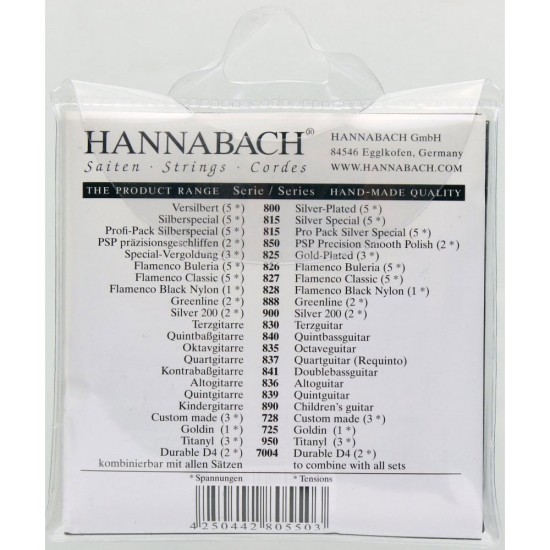 HANNABACH® HANNABACH GmbH
84546 Egglkofen, Germany
Saiten · Strings · Cordes WWW.HANNABACH.COM
THE PRODUCT RANGE Serie / Series HAND-MADE QUALITY
Versilbert (5 *) 800 Silver-Plated (5 *)
Silberspecial (5 *) 815 Silver Special (5 *)
Profi-Pack Silberspecial (5 *) 815 Pro Pack Silver Special (5 *)
PSP präzisionsgeschliffen (2 *) 850 PSP Precision Smooth Polish (2 *)
Special-Vergoldung (3 *) 825 Gold-Plated (3 *)
Flamenco Buleria (5 *) 826 Flamenco Buleria (5 *)
Flamenco Classic (5 *) 827 Flamenco Classic (5 *)
Flamenco Black Nylon (1 *) 828 Flamenco Black Nylon (1 *)
Greenline (2 *) 888 Greenline (2 *)
Silver 200 (2 *) 900 Silver 200 (2 *)
Terzgitarre 830 Terzguitar
Quintbaßgitarre 840 Quintbassguitar
Oktavgitarre 835 Octaveguitar
Quartgitarre 837 Quartguitar (Requinto)
Kontrabaßgitarre 841 Doublebassguitar
Altogitarre 836 Altoguitar
Quintgitarre 839 Quintguitar
Kindergitarre 890 Children's guitar
Custom made (3 *) 728 Custom made (3 *)
Goldin (1 *) 725 Goldin (1 *)
Titanyl (3 *) 950 Titanyl (3 *)
Durable D4 (2 *) 7004 Durable D4 (2 *)
kombinierbar mit allen Sätzen to combine with all sets
* Spannungen * Tensions
4250442805503